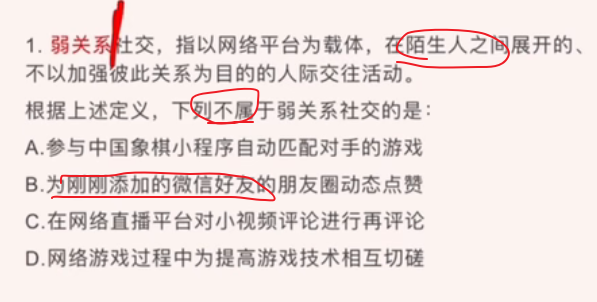 1. 弱关系社交，指以网络平台为载体，在陌生人之间展开的、
不以加强彼此关系为目的的人际交往活动。
根据上述定义，下列不属于弱关系社交的是：
A.参与中国象棋小程序自动匹配对手的游戏
B.为刚刚添加的微信好友的朋友圈动态点赞
C.在网络直播平台对小视频评论进行再评论
D.网络游戏过程中为提高游戏技术相互切磋